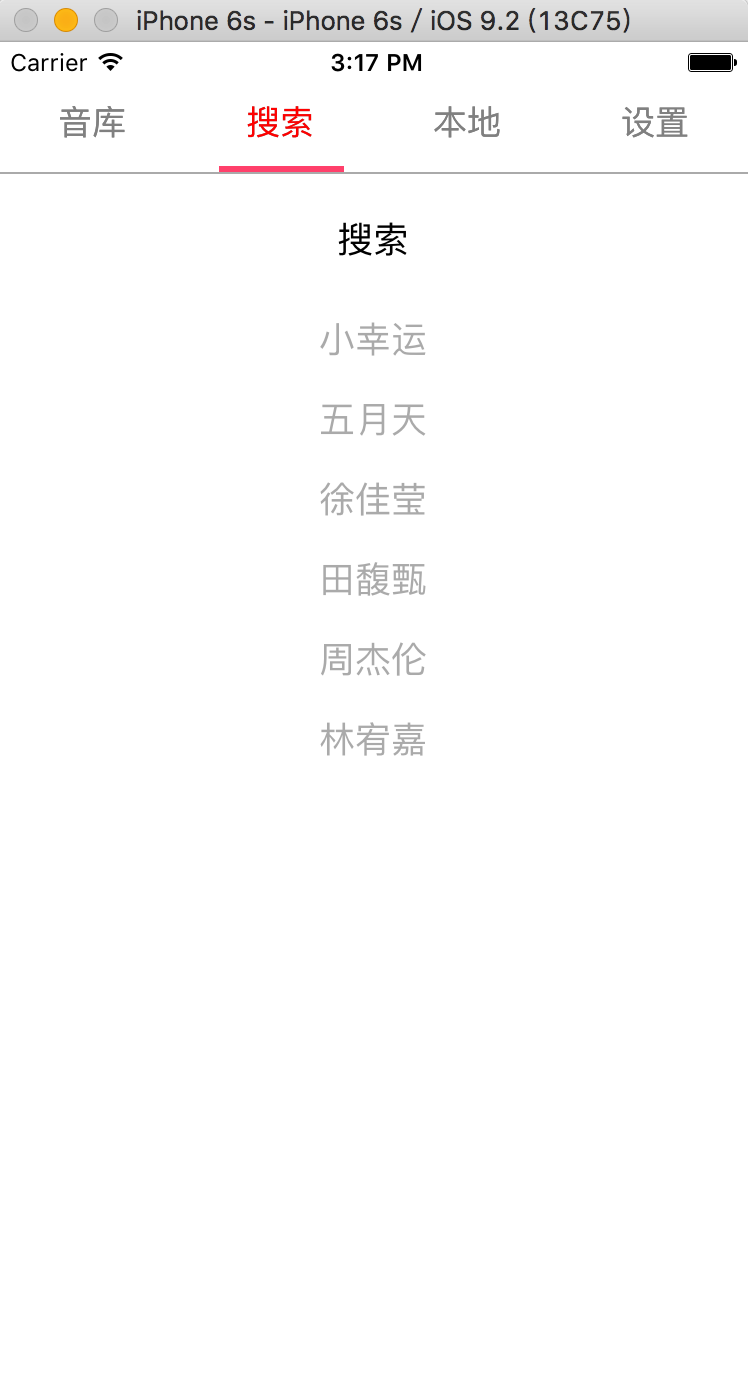 iPhone 6s - iPhone 6s / iOS 9.2 (13C75)
Carrier 3:17 PM
音库 搜索 本地 设置
搜索
小幸运
五月天
徐佳莹
田馥甄
周杰伦
林宥嘉